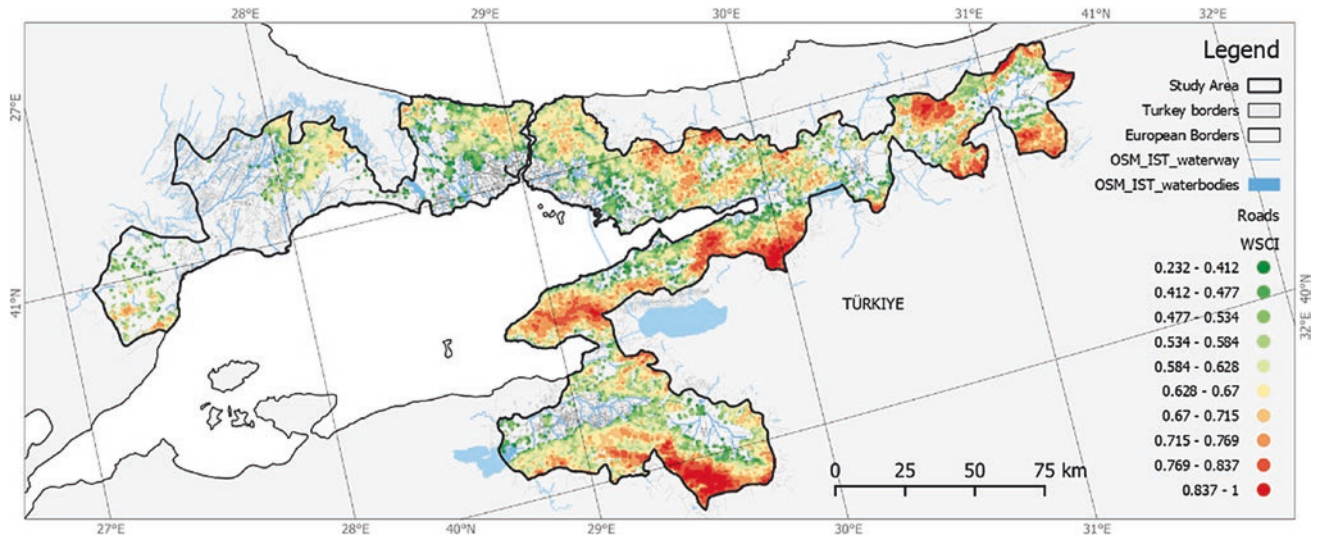 28°E 29°E 30°E 31°E 41°N 32°E
27°E
41°N
Legend
Study Area
Turkey borders
European Borders
OSM_IST_waterway
OSM_IST_waterbodies
Roads
WSCI
0.232 - 0.412
0.412 - 0.477
0.477 - 0.534
0.534 - 0.584
0.584 - 0.628
0.628 - 0.67
0.67 - 0.715
0.715 - 0.769
0.769 - 0.837
0.837 - 1
40°N
32°E
TÜRKIYE
0 25 50 75 km
27°E 28°E 40°N 29°E 30°E 31°E